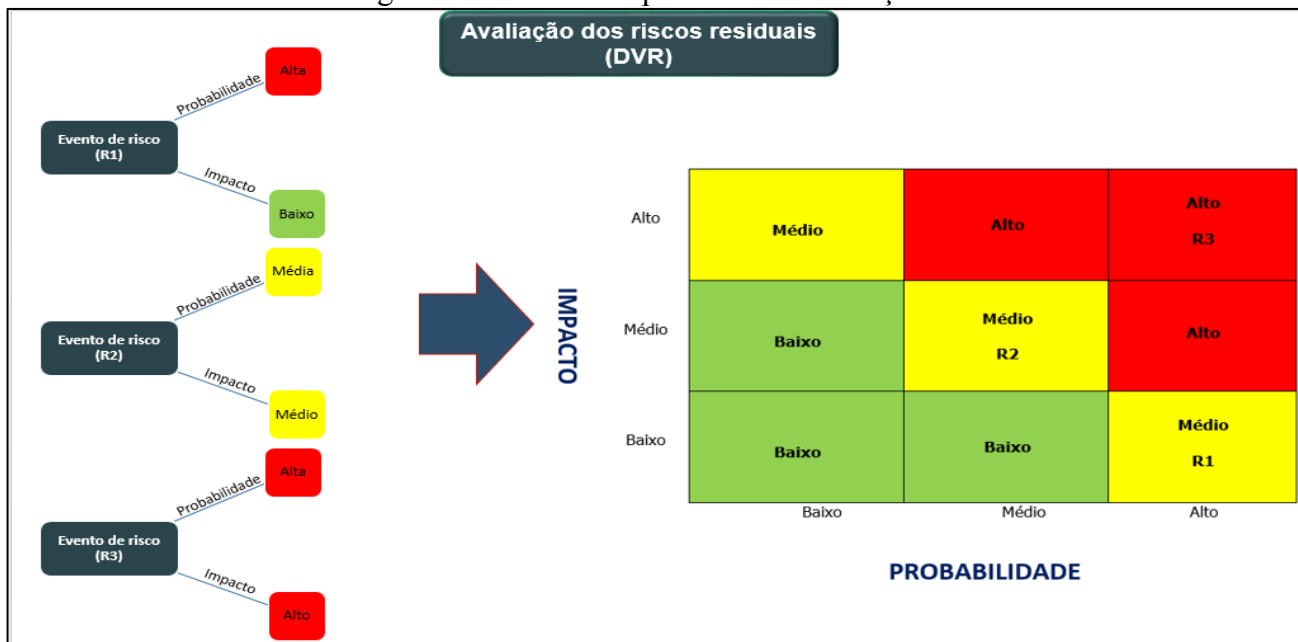 Avaliação dos riscos residuais
(DVR)
Alta
Probabilidade
Evento de risco
(R1)
Impacto
Baixo
Média
Probabilidade
Evento de risco
(R2)
Impacto
Médio
Alta
Probabilidade
Evento de risco
(R3)
Impacto
Alto
IMPACTO
Alto
Médio
Alto
Alto
R3
Médio
Baixo
Médio
R2
Alto
Baixo
Baixo
Baixo
Médio
R1
Baixo
Médio
Alto
PROBABILIDADE